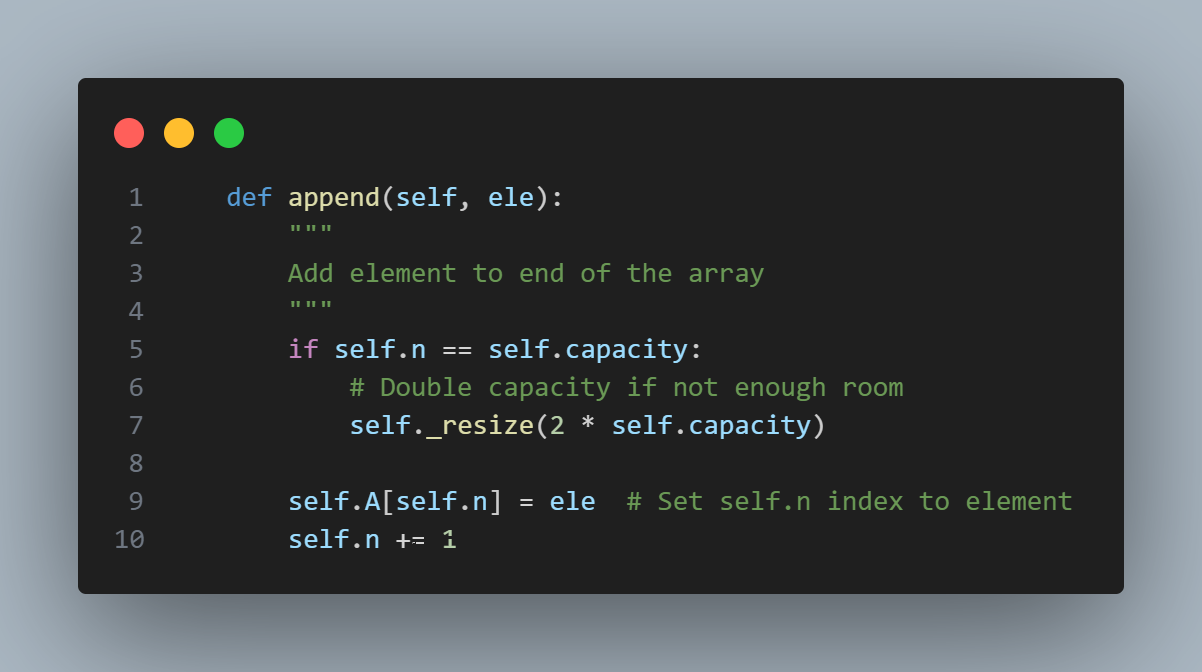 1 def append(self, ele):
2 """
3 Add element to end of the array
4 """
5 if self.n == self.capacity:
6 # Double capacity if not enough room
7 self._resize(2 * self.capacity)
8
9 self.A[self.n] = ele # Set self.n index to element
10 self.n += 1